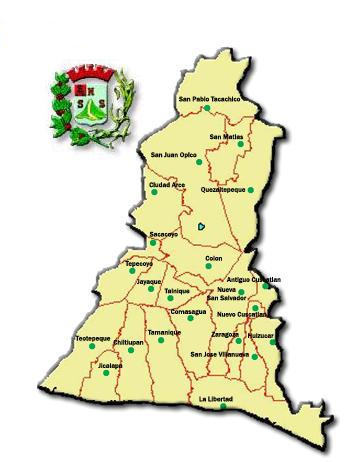 San Pablo Tacachico
San Matias
San Juan Opico
Ciudad Arce
Quezaltepeque
Sacacoyo
Colon
Tepecoyo
Antiguo Cuscatlan
Jayaque
Talnique
Nueva
San Salvador
Comasagua
Nuevo Cuscatlan
Teotepeque
Chiltiupan
Tamanique
Zaragoza
Huizucar
San Jose Villanueva
Jicalapa
La Libertad